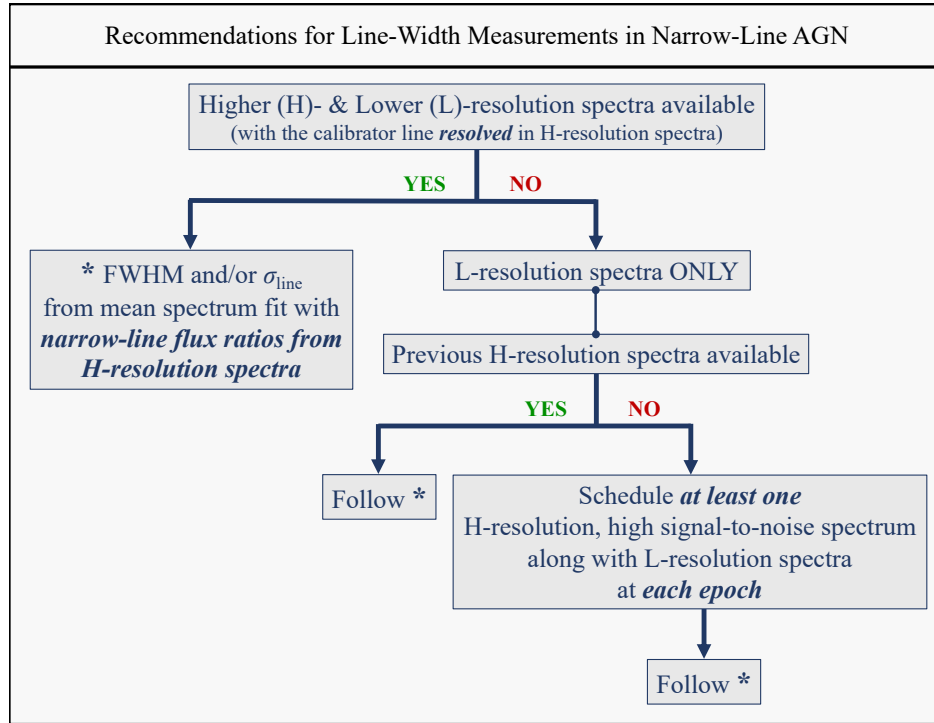 Recommendations for Line-Width Measurements in Narrow-Line AGN
Higher (H)- & Lower (L)-resolution spectra available
(with the calibrator line resolved in H-resolution spectra)
YES
NO
* FWHM and/or σline
from mean spectrum fit with
narrow-line flux ratios from
H-resolution spectra
L-resolution spectra ONLY
Previous H-resolution spectra available
YES
NO
Follow *
Schedule at least one
H-resolution, high signal-to-noise spectrum
along with L-resolution spectra
at each epoch
Follow *